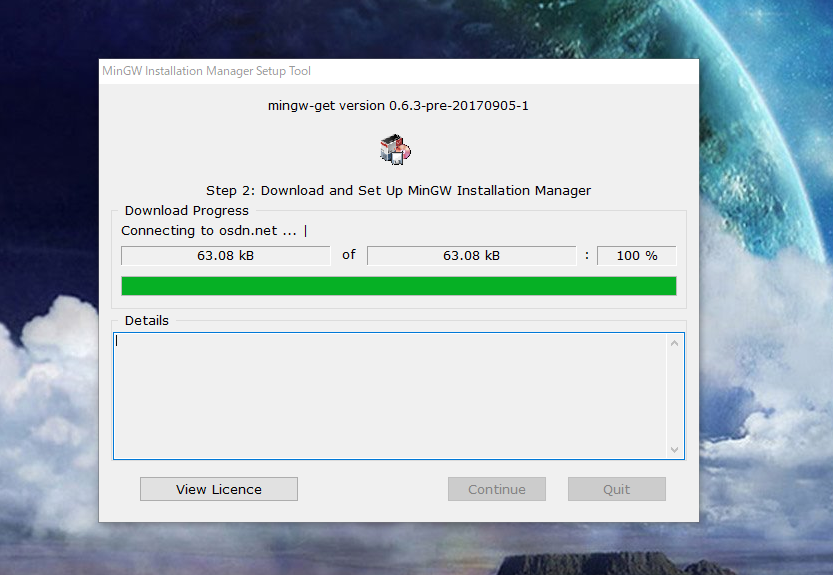 MinGW Installation Manager Setup Tool
mingw-get version 0.6.3-pre-20170905-1
Step 2: Download and Set Up MinGW Installation Manager
Download Progress
Connecting to osdn.net ... |
63.08 kB of 63.08 kB : 100 %
Details
View Licence Continue Quit